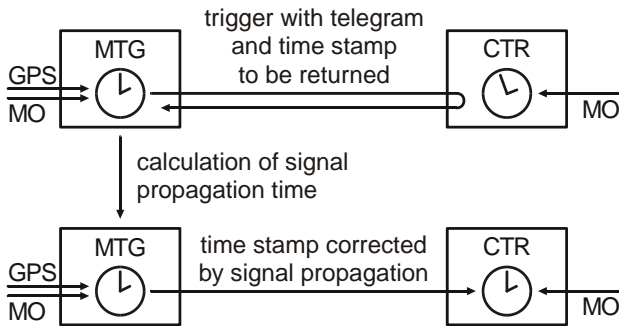 trigger with telegram
and time stamp
to be returned
MTG
CTR
GPS
MO
MO
calculation of signal
propagation time
MTG
time stamp corrected
by signal propagation
CTR
GPS
MO
MO